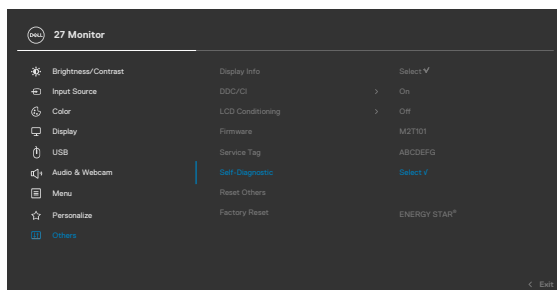 DELL 27 Monitor
Brightness/Contrast Display Info Select ✓
Input Source DDC/CI > On
Color LCD Conditioning > Off
Display Firmware M2T101
USB Service Tag ABCDEFG
Audio & Webcam Self-Diagnostic Select √
Menu Reset Others
Personalize Factory Reset ENERGY STAR®
Others
< Exit